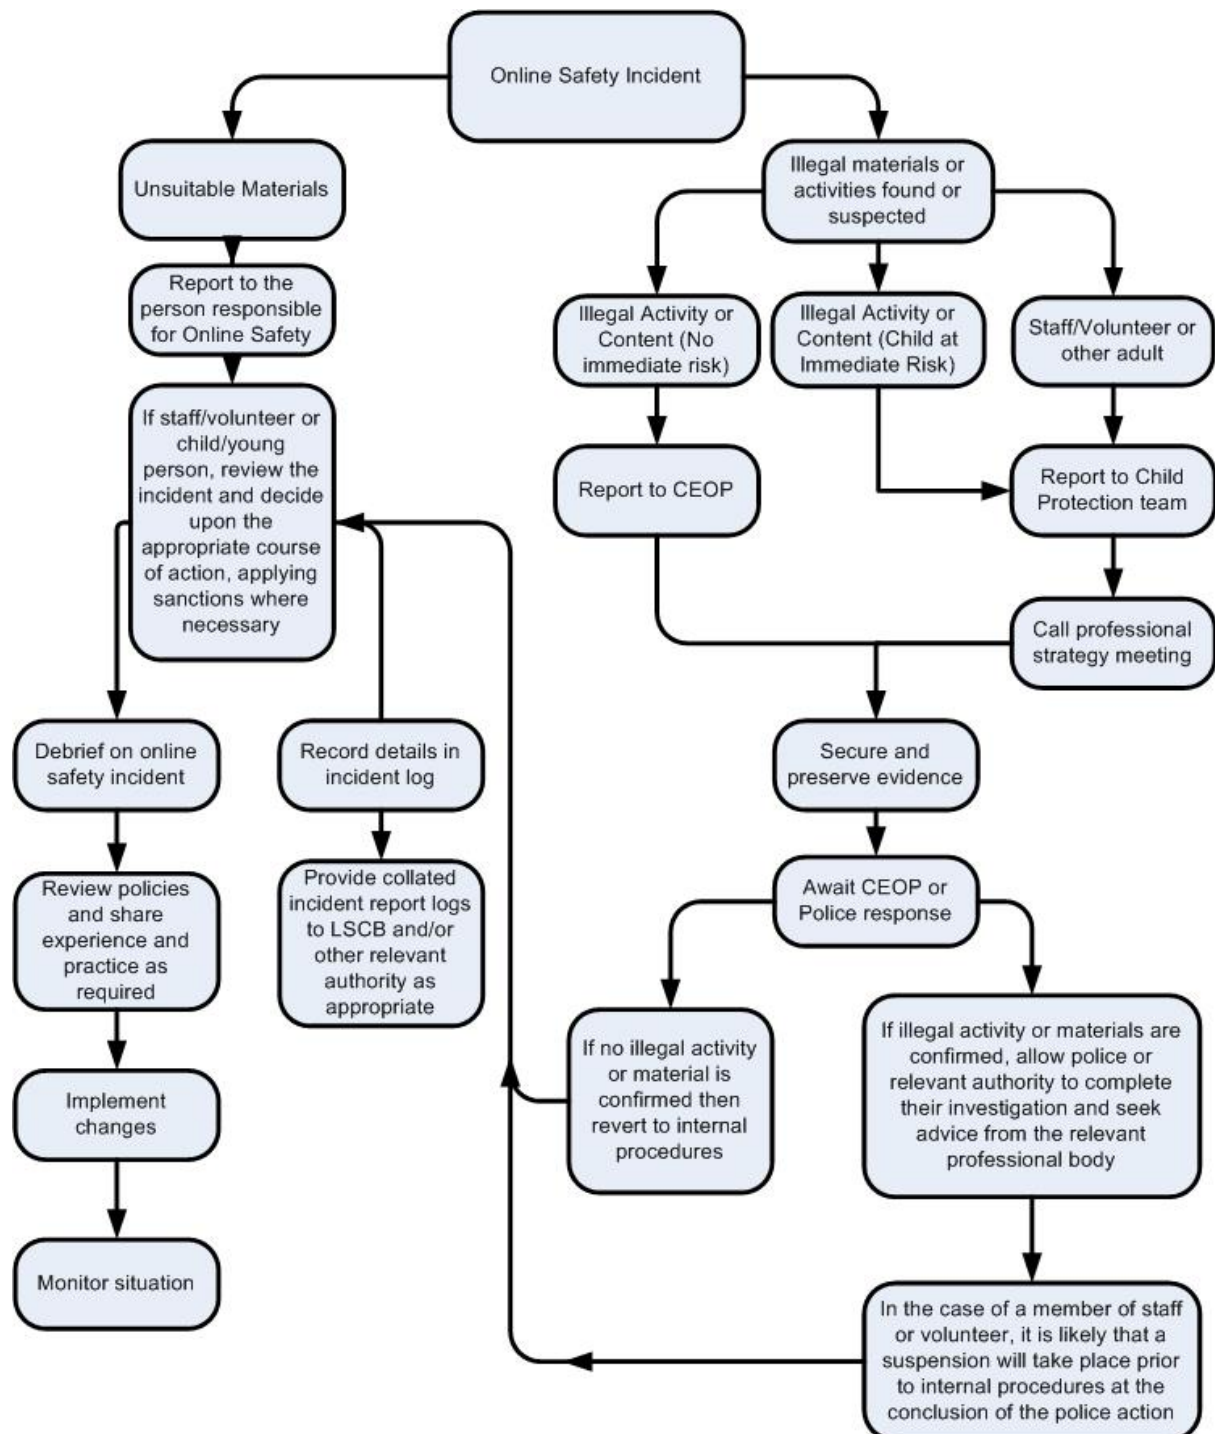 Online Safety Incident
Unsuitable Materials
Illegal materials or
activities found or
suspected
Report to the
person responsible
for Online Safety
Illegal Activity or
Content (No
immediate risk)
Illegal Activity or
Content (Child at
Immediate Risk)
Staff/Volunteer or
other adult
If staff/volunteer or
child/young
person, review the
incident and decide
upon the
appropriate course
of action, applying
sanctions where
necessary
Report to CEOP
Report to Child
Protection team
Call professional
strategy meeting
Debrief on online
safety incident
Record details in
incident log
Secure and
preserve evidence
Review policies
and share
experience and
practice as
required
Provide collated
incident report logs
to LSCB and/or
other relevant
authority as
appropriate
Await CEOP or
Police response
If no illegal activity
or material is
confirmed then
revert to internal
procedures
If illegal activity or materials are
confirmed, allow police or
relevant authority to complete
their investigation and seek
advice from the relevant
professional body
Implement
changes
Monitor situation
In the case of a member of staff
or volunteer, it is likely that a
suspension will take place prior
to internal procedures at the
conclusion of the police action